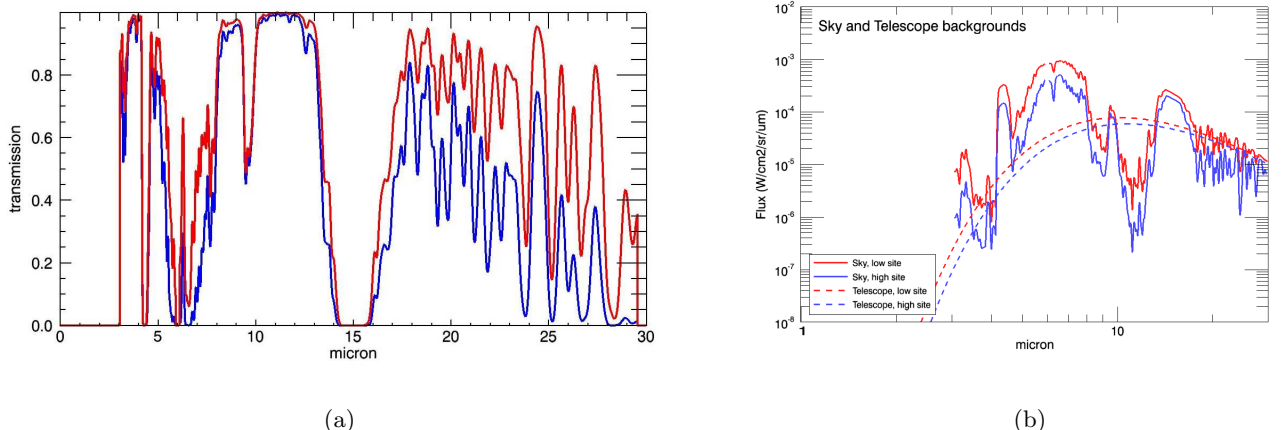 transmission
0.8
0.6
0.4
0.2
0.0
0 5 10 15 20 25 30
micron
(a)
Sky and Telescope backgrounds
Flux (W/cm2/sr/um)
10-2
10-3
10-4
10-5
10-6
10-7
10-8
Sky, low site
Sky, high site
Telescope, low site
Telescope, high site
1 10
micron
(b)